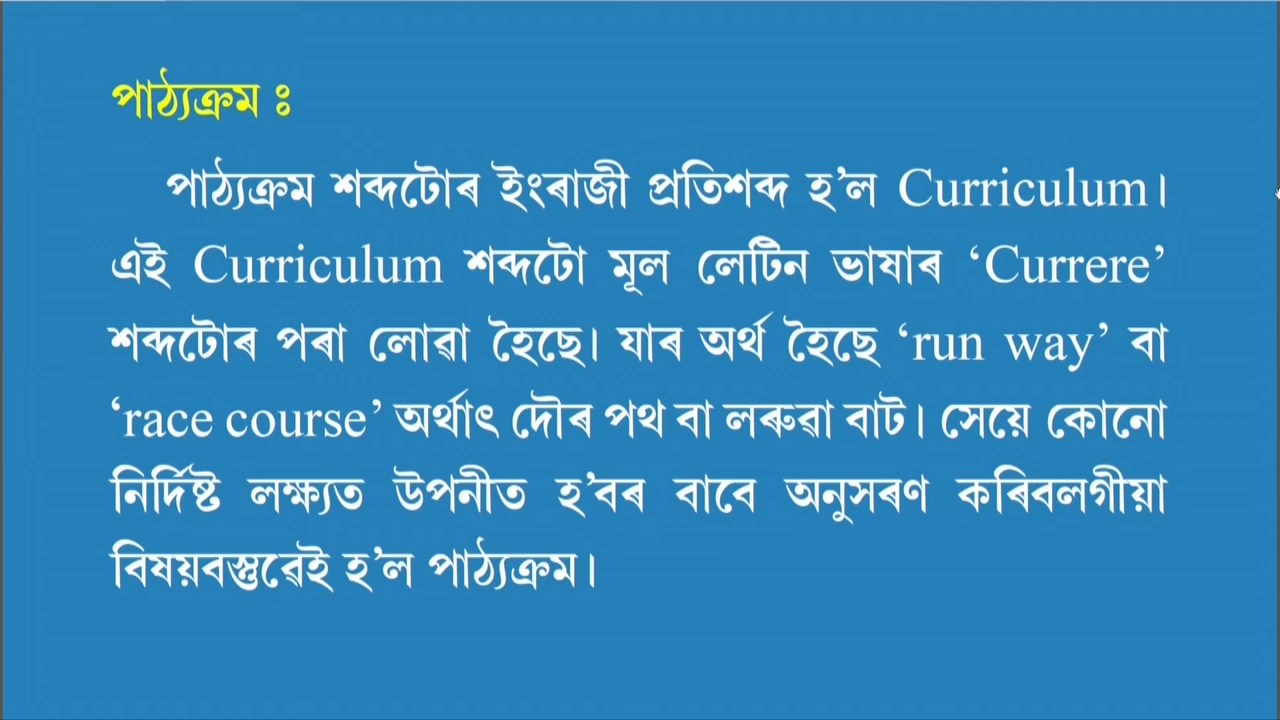 পাঠ্যক্ৰম ঃ
পাঠ্যক্ৰম শব্দটোৰ ইংৰাজী প্ৰতিশব্দ হ’ল Curriculum।
এই Curriculum শব্দটো মূল লেটিন ভাষাৰ ‘Currere’
শব্দটোৰ পৰা লোৱা হৈছে। যাৰ অৰ্থ হৈছে ‘run way’ বা
‘race course’ অৰ্থাৎ দৌৰ পথ বা লৰুৱা বাট। সেয়ে কোনো
নিৰ্দিষ্ট লক্ষ্যত উপনীত হ’বৰ বাবে অনুসৰণ কৰিবলগীয়া
বিষয়বস্তুৱেই হ’ল পাঠ্যক্ৰম।